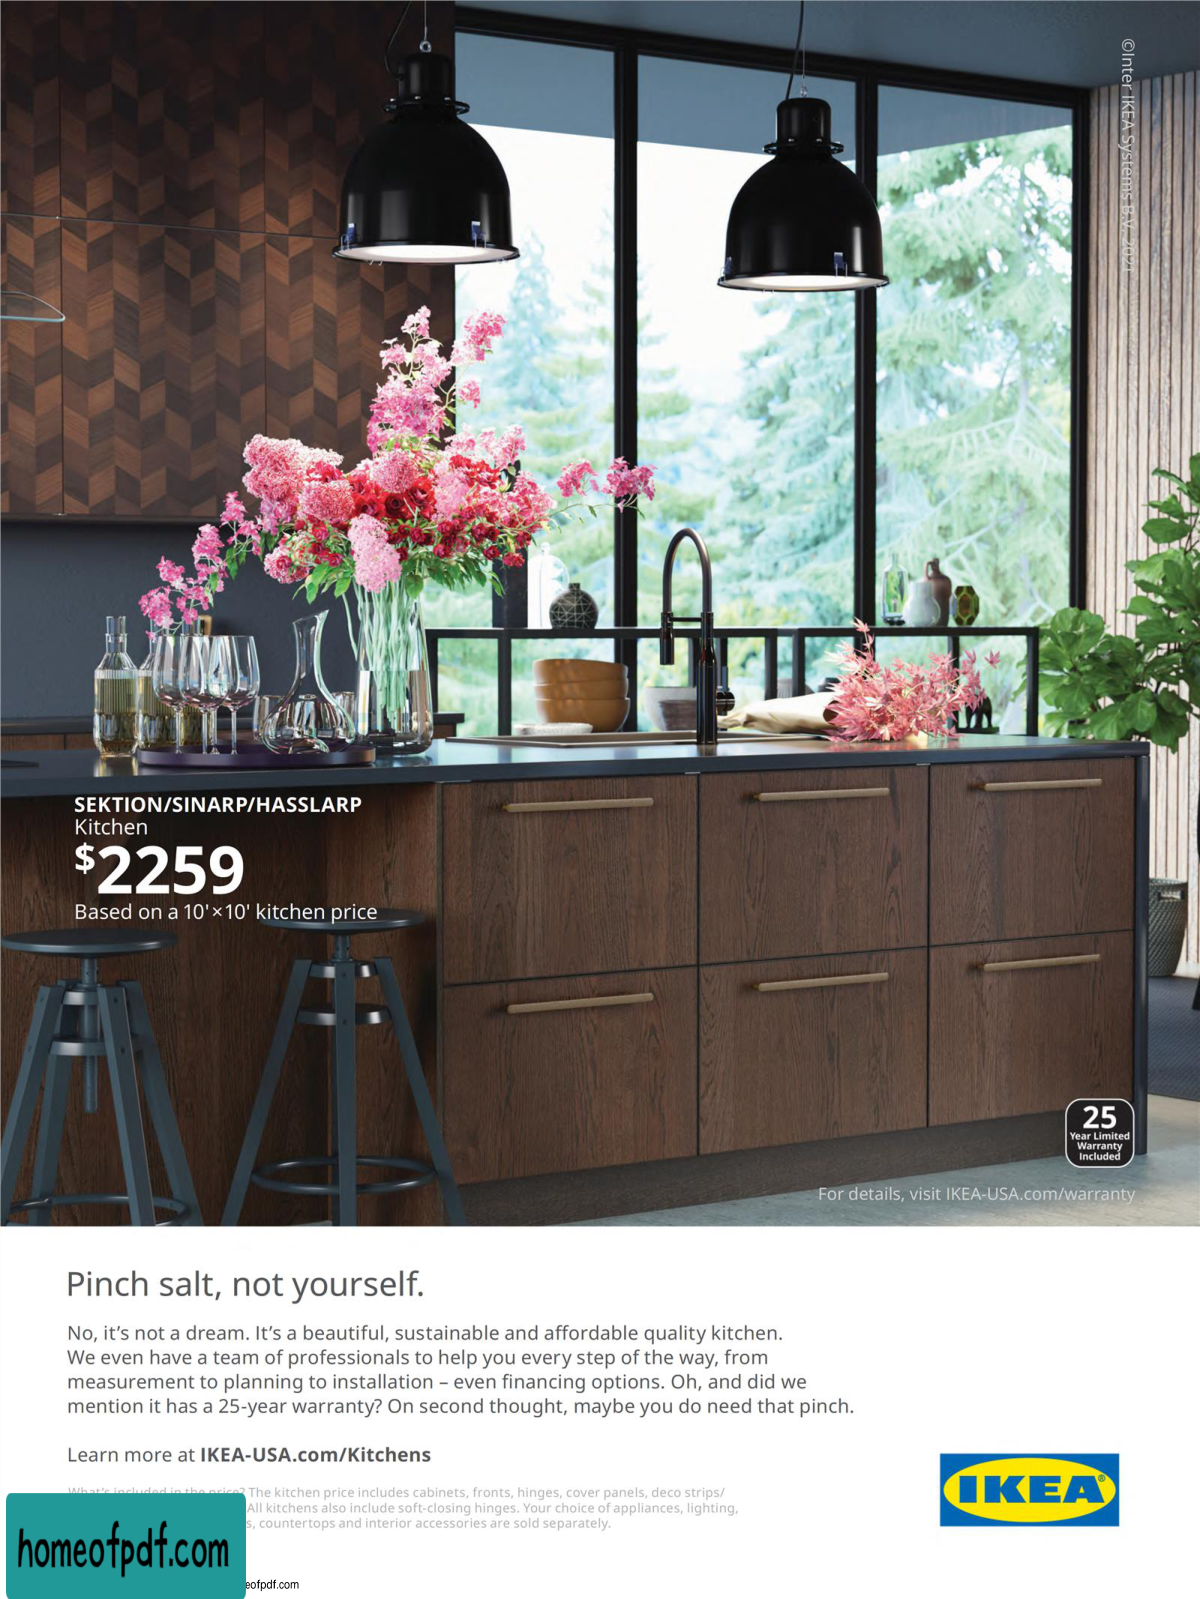 ©Inter IKEA Systems B.V. 2021
SEKTION/SINARP/HASSLARP
Kitchen
$2259
Based on a 10'×10' kitchen price
25
Year Limited
Warranty
Included
For details, visit IKEA-USA.com/warranty
Pinch salt, not yourself.
No, it’s not a dream. It’s a beautiful, sustainable and affordable quality kitchen.
We even have a team of professionals to help you every step of the way, from
measurement to planning to installation – even financing options. Oh, and did we
mention it has a 25-year warranty? On second thought, maybe you do need that pinch.
Learn more at IKEA-USA.com/Kitchens
What’s included in the price? The kitchen price includes cabinets, fronts, hinges, cover panels, deco strips/
All kitchens also include soft-closing hinges. Your choice of appliances, lighting,
countertops and interior accessories are sold separately.
IKEA®
homeofpdf.com
eofpdf.com